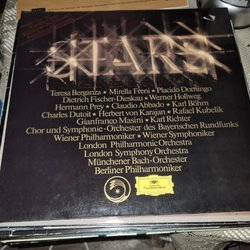 STARS
Teresa Berganza ★ Mirella Freni ★ Placido Domingo
Dietrich Fischer-Dieskau ★ Werner Hollweg
Hermann Prey ★ Claudio Abbado ★ Karl Böhm
Charles Dutoit ★ Herbert von Karajan ★ Rafael Kubelik
Gianfranco Masini ★ Karl Richter
Chor und Symphonie-Orchester des Bayerischen Rundfunks
Wiener Philharmoniker ★ Wiener Symphoniker
London Philharmonic Orchestra
London Symphony Orchestra
Münchener Bach-Orchester
Berliner Philharmoniker